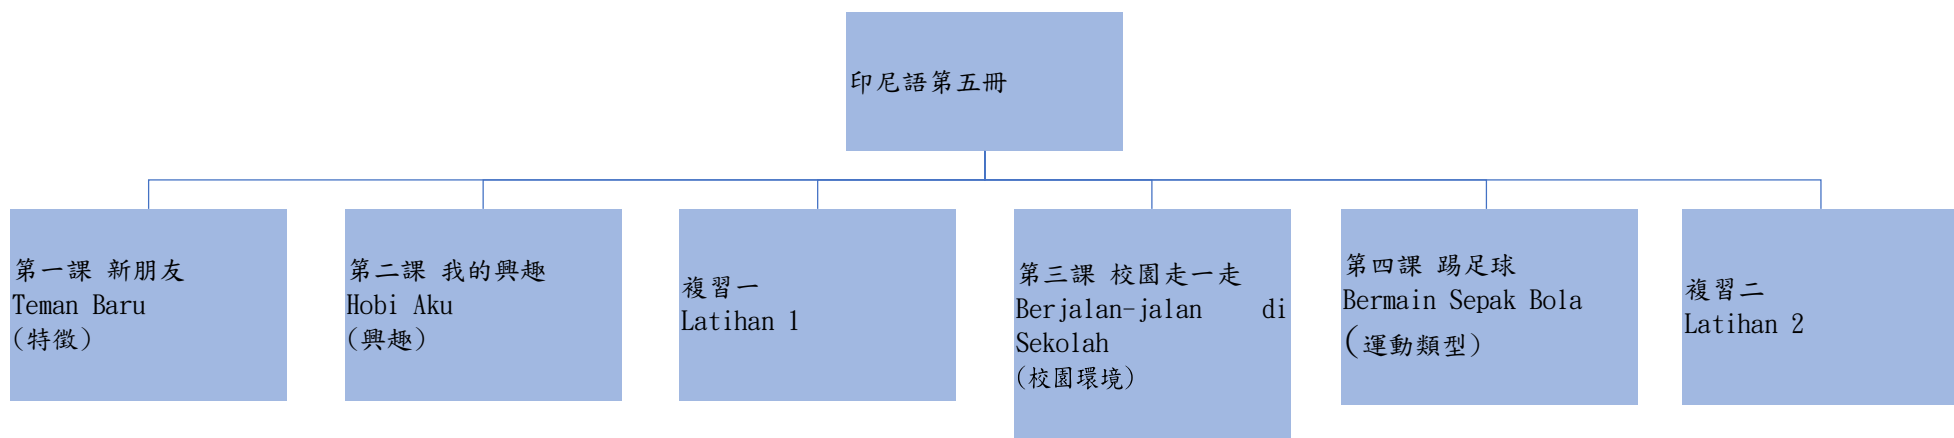 印尼語第五冊
第一課 新朋友
Teman Baru
(特徵)
第二課 我的興趣
Hobi Aku
(興趣)
複習一
Latihan 1
第三課 校園走一走
Berjalan-jalan di
Sekolah
(校園環境)
第四課 踢足球
Bermain Sepak Bola
(運動類型)
複習二
Latihan 2